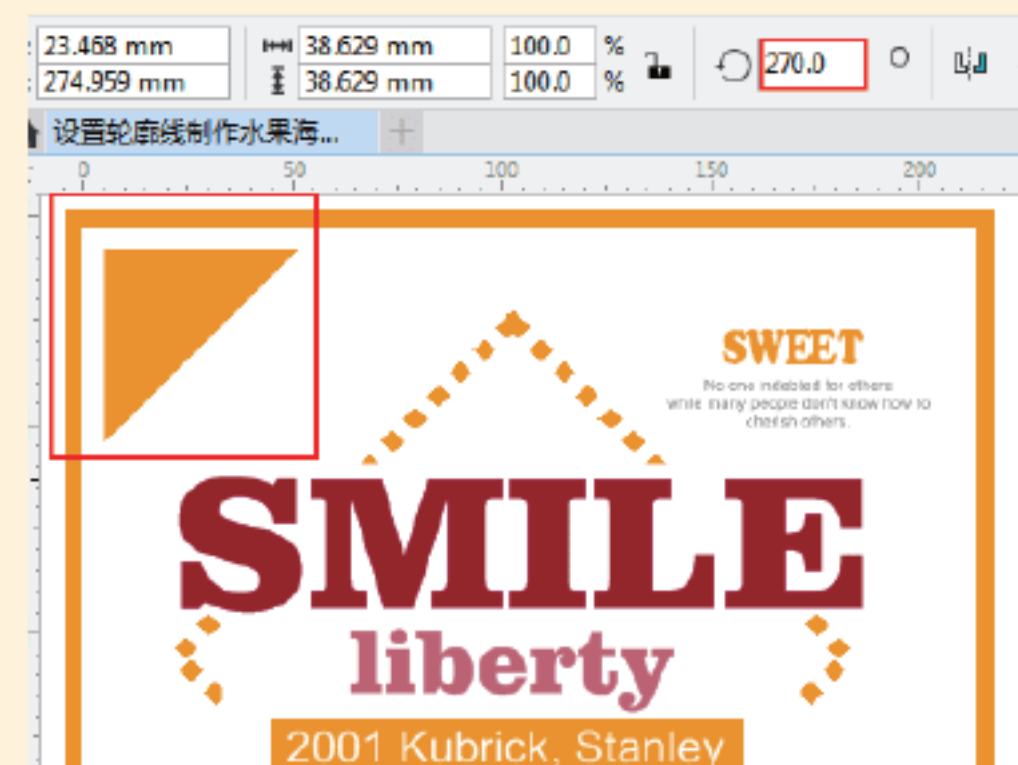 23.468 mm 38.629 mm 100.0 % 270.0
274.959 mm 38.629 mm 100.0 %
设置轮廓线制作水果海...
0 50 100 150 200
SWEET
No one indebted for others
while many people don't know how to
cherish others.
SMILE
liberty
2001 Kubrick, Stanley